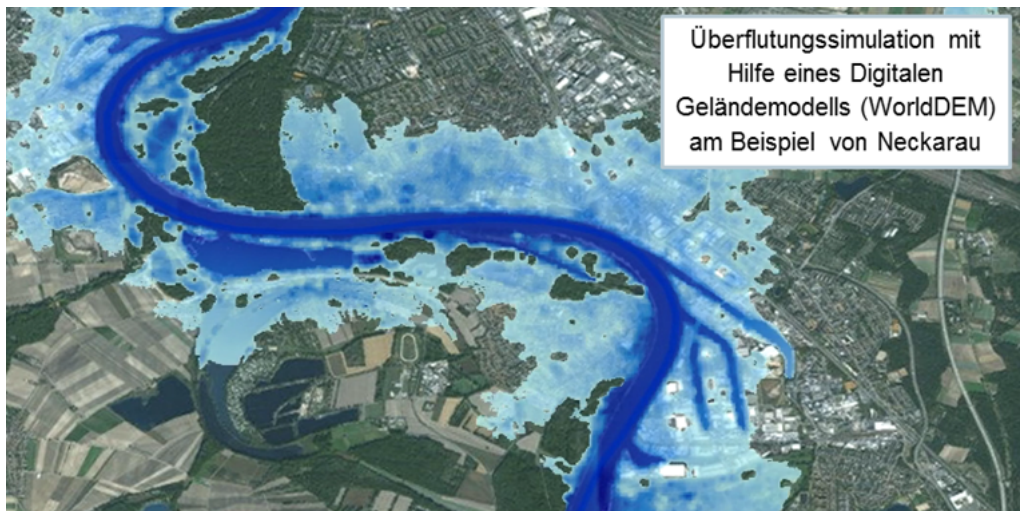 Überflutungssimulation mit
Hilfe eines Digitalen
Geländemodells (WorldDEM)
am Beispiel von Neckarau